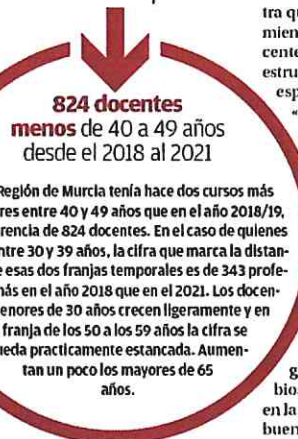 824 docentes
menos de 40 a 49 años
desde el 2018 al 2021
Región de Murcia tenía hace dos cursos más
res entre 40 y 49 años que en el año 2018/19,
rencia de 824 docentes. En el caso de quienes
ntre 30 y 39 años, la cifra que marca la distan-
e esas dos franjas temporales es de 343 profe-
más en el año 2018 que en el 2021. Los docen-
enores de 30 años crecen ligeramente y en
franja de los 50 a los 59 años la cifra se
ueda practicamente estancada. Aumen-
tan un poco los mayores de 65
años.
tra qu
mien
cente
estru
esp
g
bio
en la
buen